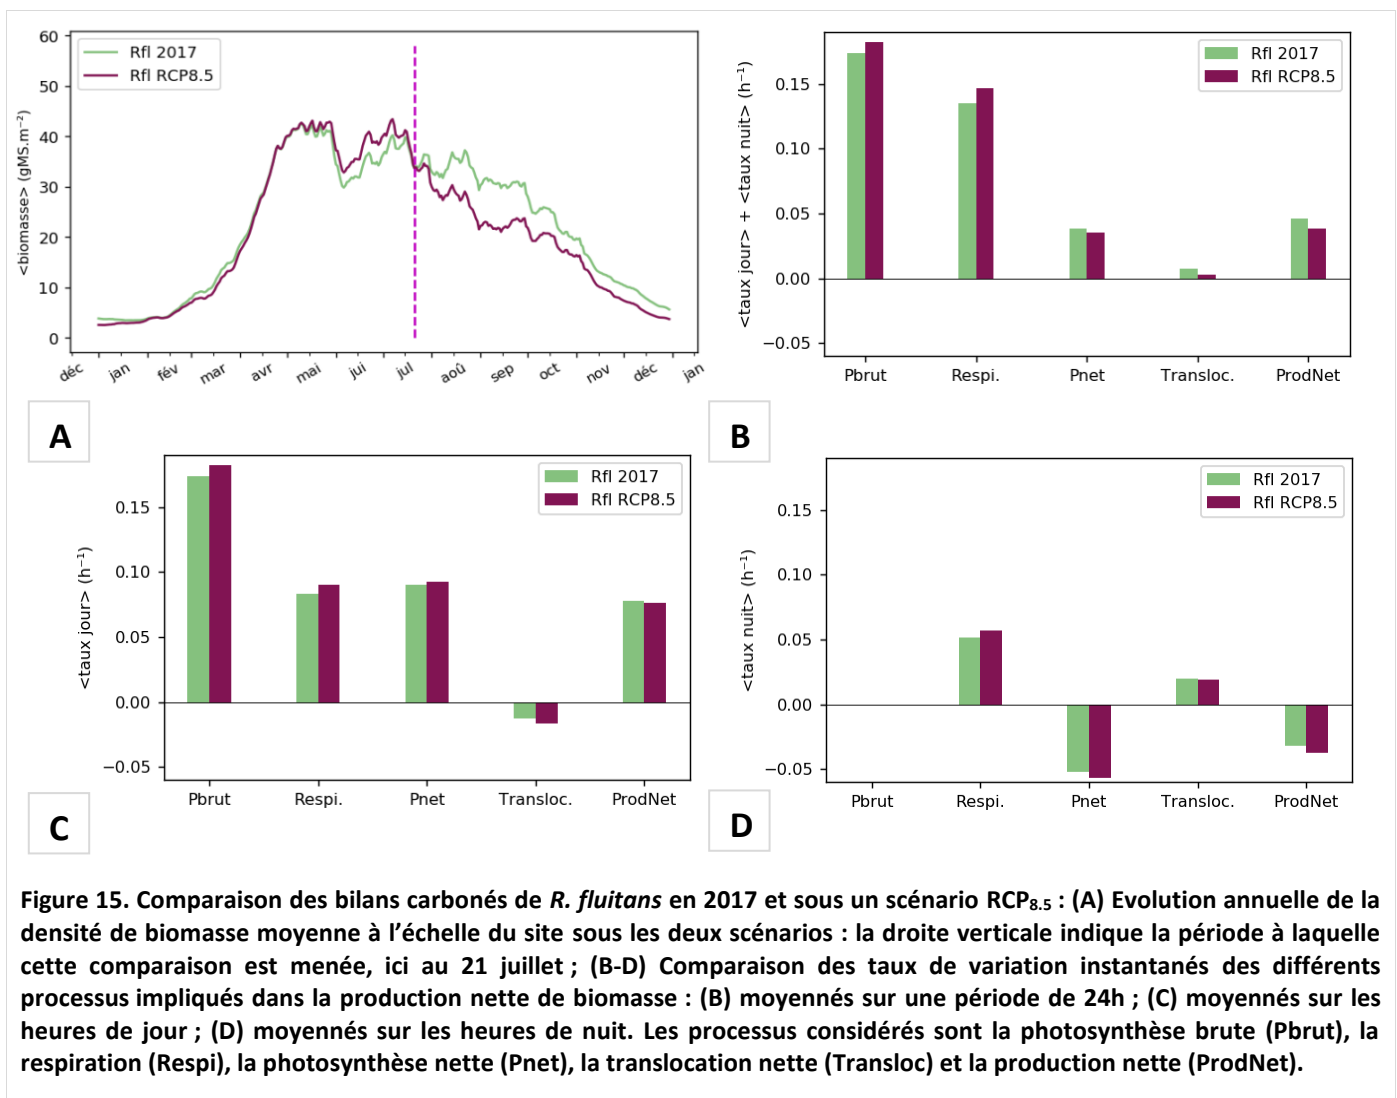 60
50
40
30
20
10
0
<biomasse> (gMS.m⁻²)
Rfl 2017
Rfl RCP8.5
déc
jan
fév
mar
avr
mai
jui
jul
aoû
sep
oct
nov
déc
jan
A
0.15
0.10
0.05
0.00
−0.05
<taux jour> + <taux nuit> (h⁻¹)
Rfl 2017
Rfl RCP8.5
Pbrut
Respi.
Pnet
Transloc.
ProdNet
B
0.15
0.10
0.05
0.00
−0.05
<taux jour> (h⁻¹)
Rfl 2017
Rfl RCP8.5
Pbrut
Respi.
Pnet
Transloc.
ProdNet
C
0.15
0.10
0.05
0.00
−0.05
<taux nuit> (h⁻¹)
Rfl 2017
Rfl RCP8.5
Pbrut
Respi.
Pnet
Transloc.
ProdNet
D
Figure 15. Comparaison des bilans carbonés de R. fluitans en 2017 et sous un scénario RCP₈.₅ : (A) Evolution annuelle de la
densité de biomasse moyenne à l’échelle du site sous les deux scénarios : la droite verticale indique la période à laquelle
cette comparaison est menée, ici au 21 juillet ; (B-D) Comparaison des taux de variation instantanés des différents
processus impliqués dans la production nette de biomasse : (B) moyennés sur une période de 24h ; (C) moyennés sur les
heures de jour ; (D) moyennés sur les heures de nuit. Les processus considérés sont la photosynthèse brute (Pbrut), la
respiration (Respi), la photosynthèse nette (Pnet), la translocation nette (Transloc) et la production nette (ProdNet).